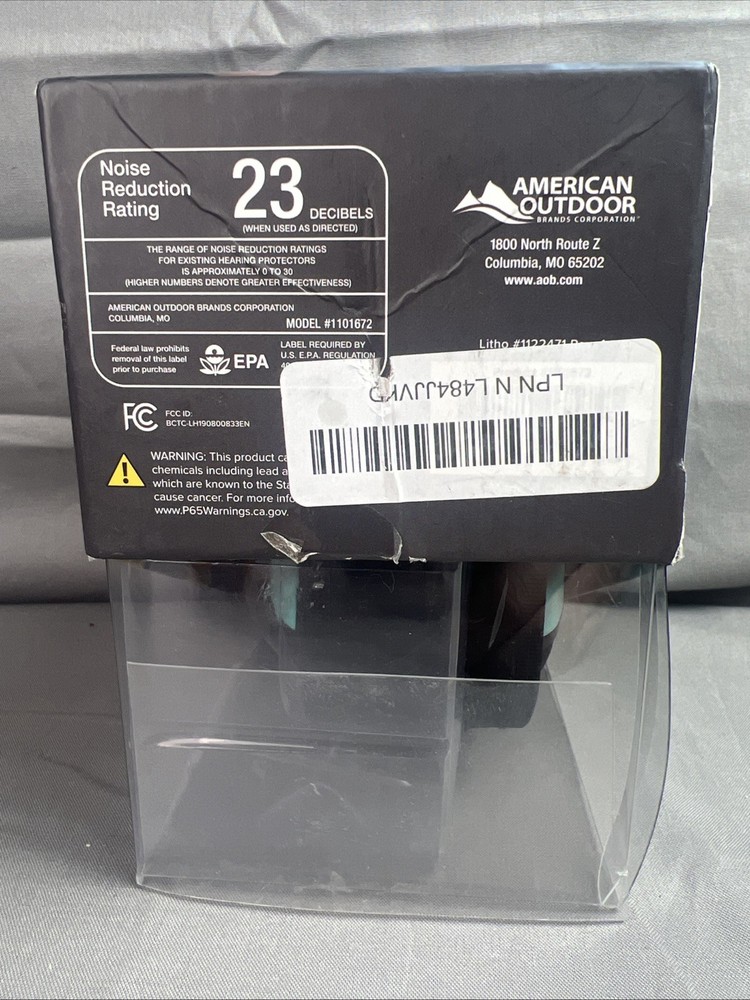 Noise
Reduction
Rating
23
DECIBELS
(WHEN USED AS DIRECTED)
THE RANGE OF NOISE REDUCTION RATINGS
FOR EXISTING HEARING PROTECTORS
IS APPROXIMATELY 0 TO 30
(HIGHER NUMBERS DENOTE GREATER EFFECTIVENESS)
AMERICAN OUTDOOR BRANDS CORPORATION
COLUMBIA, MO
MODEL #1101672
Federal law prohibits
removal of this label
prior to purchase
EPA
LABEL REQUIRED BY
U.S. E.P.A. REGULATION
FC
FCC ID:
BCTC-LH190800833EN
WARNING: This product
chemicals including lead
which are known to the
cause cancer. For more
www.P65Warnings.ca.gov.
AMERICAN
OUTDOOR
BRANDS CORPORATION™
1800 North Route Z
Columbia, MO 65202
www.aob.com
Litho #1122471
LPN N L484JJVKD